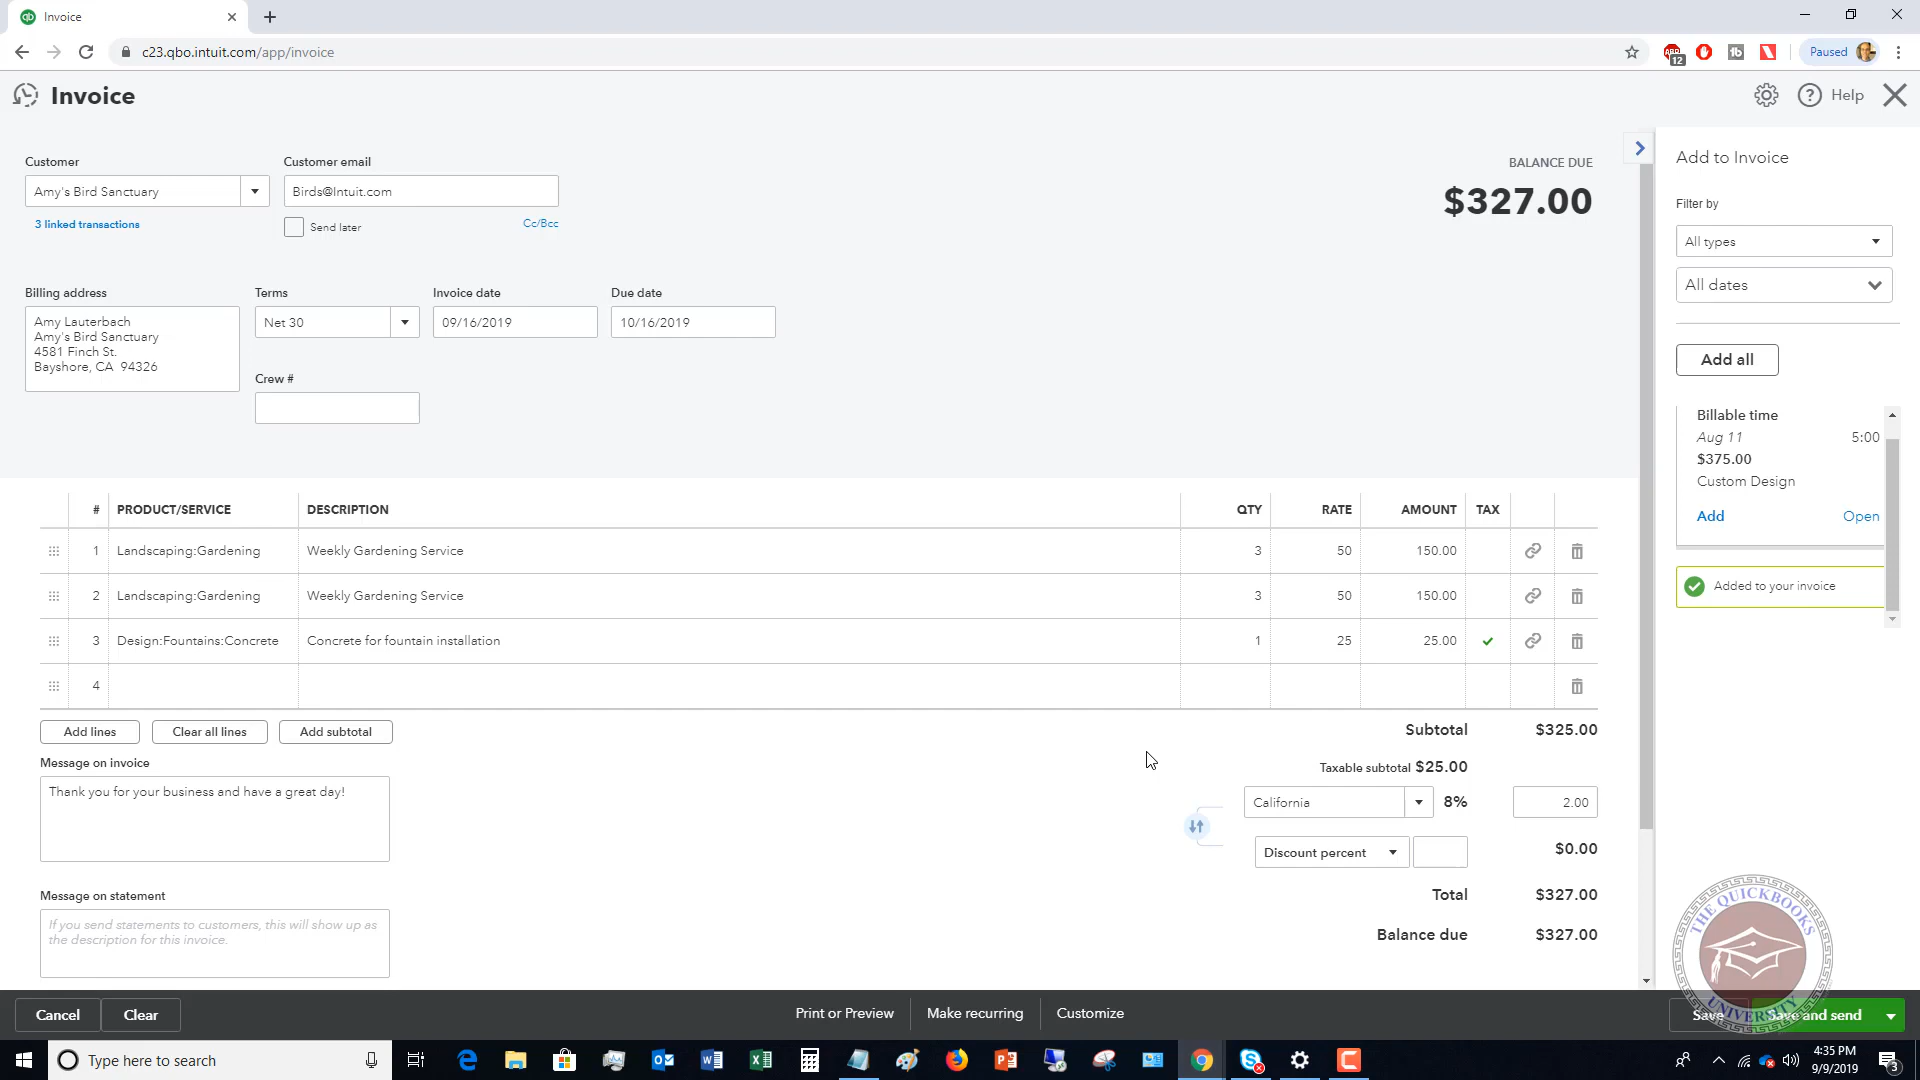 Invoice
c23.qbo.intuit.com/app/invoice
12
Paused
Invoice
Help
Customer
Customer email
BALANCE DUE
Add to Invoice
Amy's Bird Sanctuary
Birds@Intuit.com
$327.00
Filter by
3 linked transactions
Send later
Cc/Bcc
All types
All dates
Billing address
Terms
Invoice date
Due date
Amy Lauterbach
Amy's Bird Sanctuary
4581 Finch St.
Bayshore, CA 94326
Net 30
09/16/2019
10/16/2019
Add all
Crew #
Billable time
Aug 11 5:00
$375.00
Custom Design
Add Open
Added to your invoice
# PRODUCT/SERVICE DESCRIPTION QTY RATE AMOUNT TAX
1 Landscaping:Gardening Weekly Gardening Service 3 50 150.00
2 Landscaping:Gardening Weekly Gardening Service 3 50 150.00
3 Design:Fountains:Concrete Concrete for fountain installation 1 25 25.00
4
Add lines Clear all lines Add subtotal
Subtotal $325.00
Message on invoice
Taxable subtotal $25.00
Thank you for your business and have a great day!
California 8% 2.00
Discount percent $0.00
Message on statement
Total $327.00
If you send statements to customers, this will show up as
the description for this invoice.
Balance due $327.00
THE QUICKBOOKS
UNIVERSITY
Cancel Clear Print or Preview Make recurring Customize Save Save and send
Type here to search
4:35 PM
9/9/2019
3